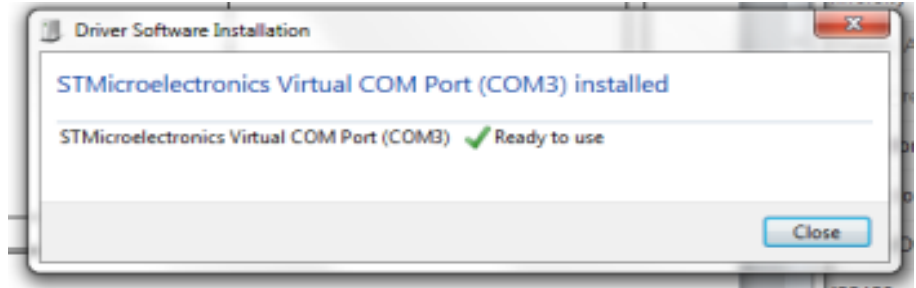 Driver Software Installation
STMicroelectronics Virtual COM Port (COM3) installed
STMicroelectronics Virtual COM Port (COM3) Ready to use
Close